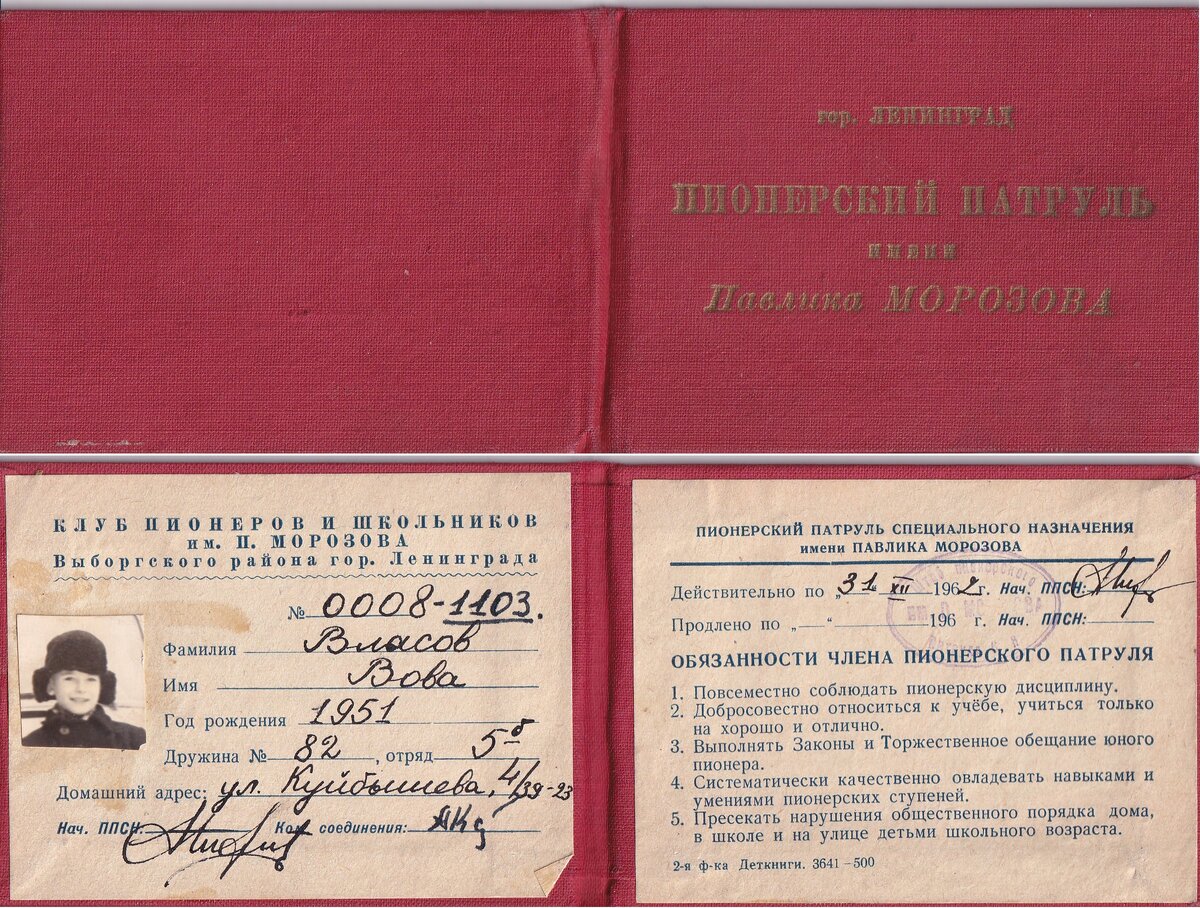 гор. ЛЕНИНГРАД
ПИОНЕРСКИЙ ПАТРУЛЬ
ИМЕНИ
Павлика МОРОЗОВА
КЛУБ ПИОНЕРОВ И ШКОЛЬНИКОВ
им. П. МОРОЗОВА
Выборгского района гор. Ленинграда
№ 0008-1103.
Фамилия Власов
Имя Вова
Год рождения 1951
Дружина № 82, отряд 5б
Домашний адрес: ул. Куйбышева, 4/39-23
Нач. ППСН: Ком. соединения:
ПИОНЕРСКИЙ ПАТРУЛЬ СПЕЦИАЛЬНОГО НАЗНАЧЕНИЯ
имени ПАВЛИКА МОРОЗОВА
Действительно по „31“ XII 1962г. Нач. ППСН:
Продлено по „ “ 196 г. Нач. ППСН:
ОБЯЗАННОСТИ ЧЛЕНА ПИОНЕРСКОГО ПАТРУЛЯ
1. Повсеместно соблюдать пионерскую дисциплину.
2. Добросовестно относиться к учёбе, учиться только
на хорошо и отлично.
3. Выполнять Законы и Торжественное обещание юного
пионера.
4. Систематически качественно овладевать навыками и
умениями пионерских ступеней.
5. Пресекать нарушения общественного порядка дома,
в школе и на улице детьми школьного возраста.
2-я ф-ка Деткниги. 3641-500